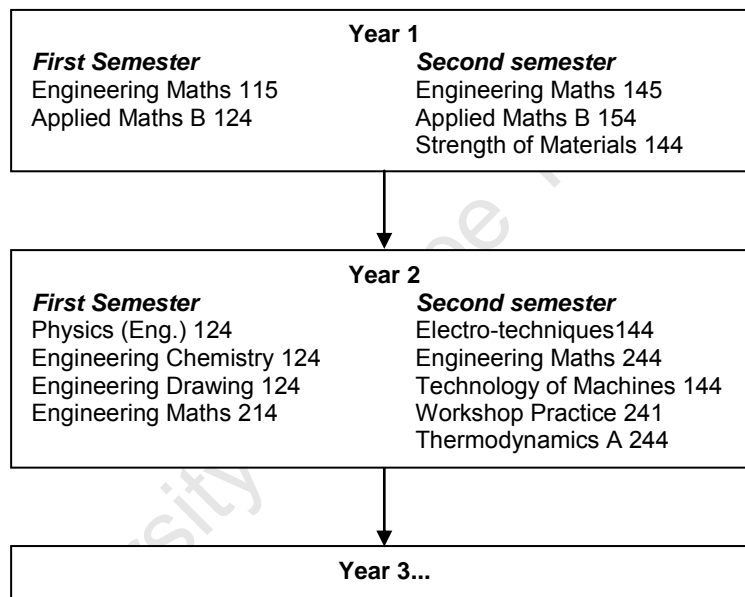 Year 1
First Semester
Engineering Maths 115
Applied Maths B 124
Second semester
Engineering Maths 145
Applied Maths B 154
Strength of Materials 144
Year 2
First Semester
Physics (Eng.) 124
Engineering Chemistry 124
Engineering Drawing 124
Engineering Maths 214
Second semester
Electro-techniques144
Engineering Maths 244
Technology of Machines 144
Workshop Practice 241
Thermodynamics A 244
Year 3...